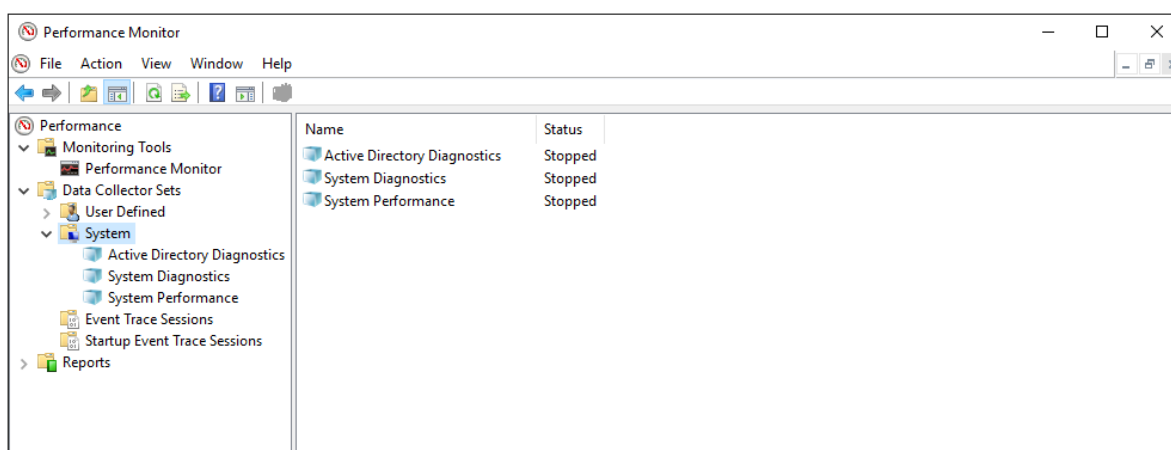 Performance Monitor
File Action View Window Help
Performance
Monitoring Tools
Performance Monitor
Data Collector Sets
User Defined
System
Active Directory Diagnostics
System Diagnostics
System Performance
Event Trace Sessions
Startup Event Trace Sessions
Reports
Name Status
Active Directory Diagnostics Stopped
System Diagnostics Stopped
System Performance Stopped